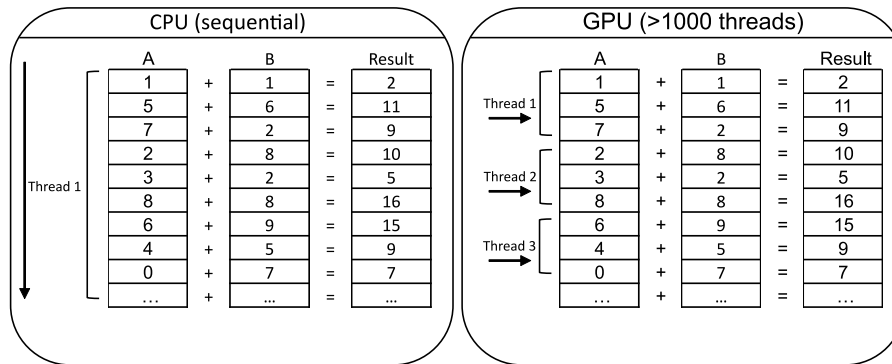 CPU (sequential)
A B Result
1 + 1 = 2
5 + 6 = 11
7 + 2 = 9
2 + 8 = 10
3 + 2 = 5
Thread 1
8 + 8 = 16
6 + 9 = 15
4 + 5 = 9
0 + 7 = 7
... + ... = ...
GPU (>1000 threads)
A B Result
1 + 1 = 2
Thread 1
5 + 6 = 11
7 + 2 = 9
2 + 8 = 10
Thread 2
3 + 2 = 5
8 + 8 = 16
6 + 9 = 15
Thread 3
4 + 5 = 9
0 + 7 = 7
... + ... = ...